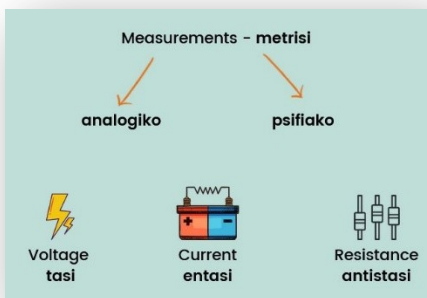 Measurements - metrisi
analogiko
psifiako
+
-
Voltage
tasi
Current
entasi
Resistance
antistasi